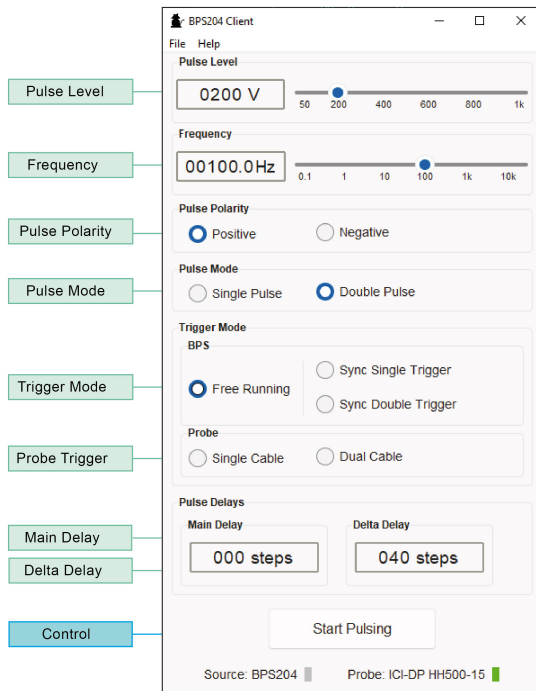 BPS204 Client
File Help
Pulse Level
Pulse Level
0200 V
50 200 400 600 800 1k
Frequency
Frequency
00100.0Hz
0.1 1 10 100 1k 10k
Pulse Polarity
Pulse Polarity
Positive Negative
Pulse Mode
Pulse Mode
Single Pulse Double Pulse
Trigger Mode
BPS
Trigger Mode
Free Running
Sync Single Trigger
Sync Double Trigger
Probe
Probe Trigger
Single Cable Dual Cable
Pulse Delays
Main Delay Delta Delay
Main Delay
000 steps 040 steps
Delta Delay
Control
Start Pulsing
Source: BPS204 Probe: ICI-DP HH500-15